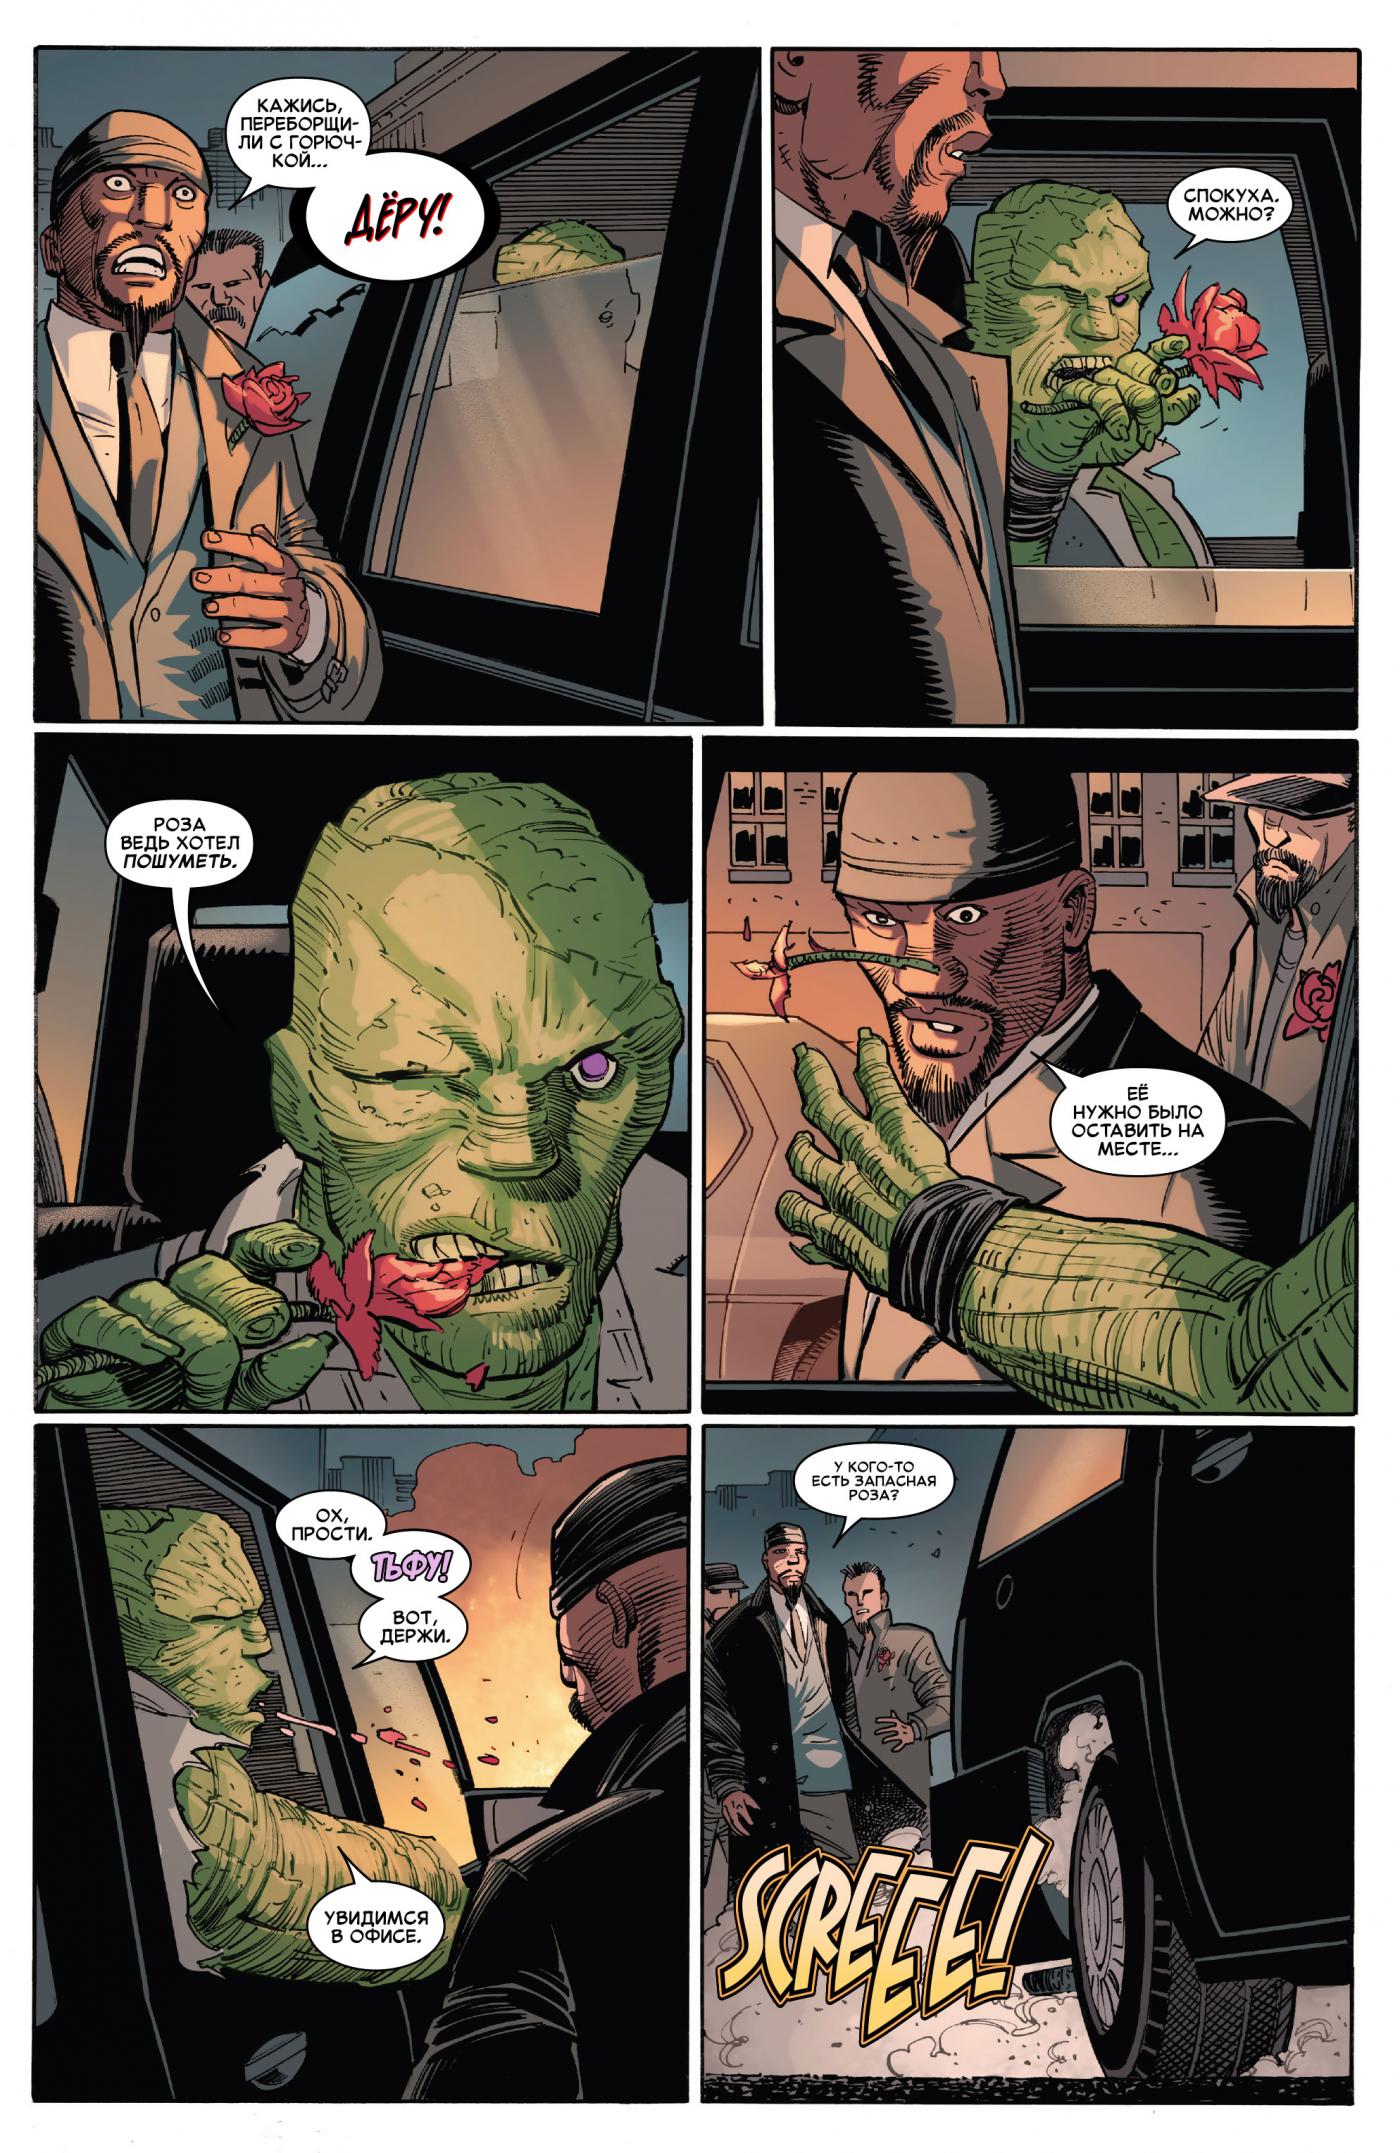 КАЖИСЬ,
ПЕРЕБОРЩИ-
ЛИ С ГОРЮЧ-
КОЙ...
ДЁРУ!
СПОКУХА.
МОЖНО?
РОЗА
ВЕДЬ ХОТЕЛ
ПОШУМЕТЬ.
ЕЁ
НУЖНО БЫЛО
ОСТАВИТЬ НА
МЕСТЕ...
ОХ,
ПРОСТИ.
ТЬФУ!
ВОТ,
ДЕРЖИ.
УВИДИМСЯ
В ОФИСЕ.
У КОГО-ТО
ЕСТЬ ЗАПАСНАЯ
РОЗА?
SCREEE!